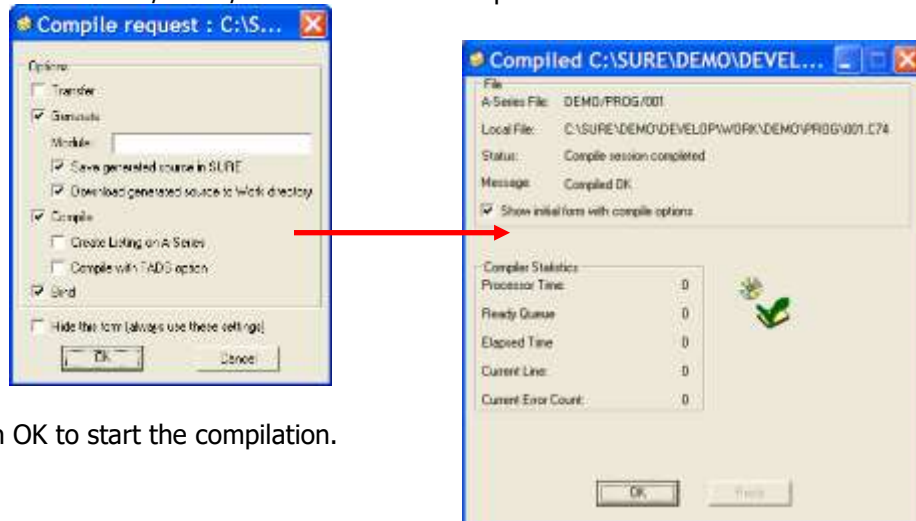 Compile request : C:\S...
Options
Transfer
Generate
Module:
Save generated source in SURE
Download generated source to Work directory
Compile
Create Listing on A-Series
Compile with TADS option
Bind
Hide this form (always use these settings)
OK
Cancel
Compiled C:\SURE\DEMO\DEVEL...
File
A-Series File: DEMO/PROG/001
Local File: C:\SURE\DEMO\DEVELOP\WORK\DEMO\PROG\001.C74
Status: Compile session completed
Message: Compiled OK
Show initial form with compile options
Compiler Statistics
Processor Time: 0
Ready Queue 0
Elapsed Time 0
Current Line: 0
Current Error Count: 0
OK
OK to start the compilation.